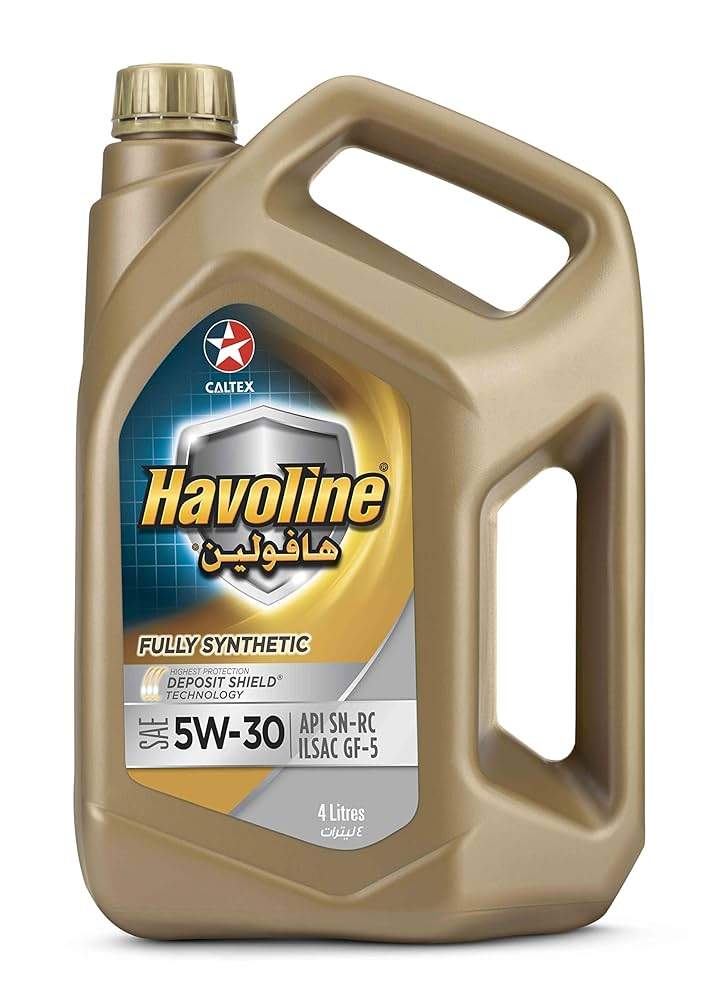 CALTEX
Havoline®
هافولين®
FULLY SYNTHETIC
HIGHEST PROTECTION
DEPOSIT SHIELD®
TECHNOLOGY
SAE 5W-30
API SN-RC
ILSAC GF-5
4 Litres
٤ ليترات